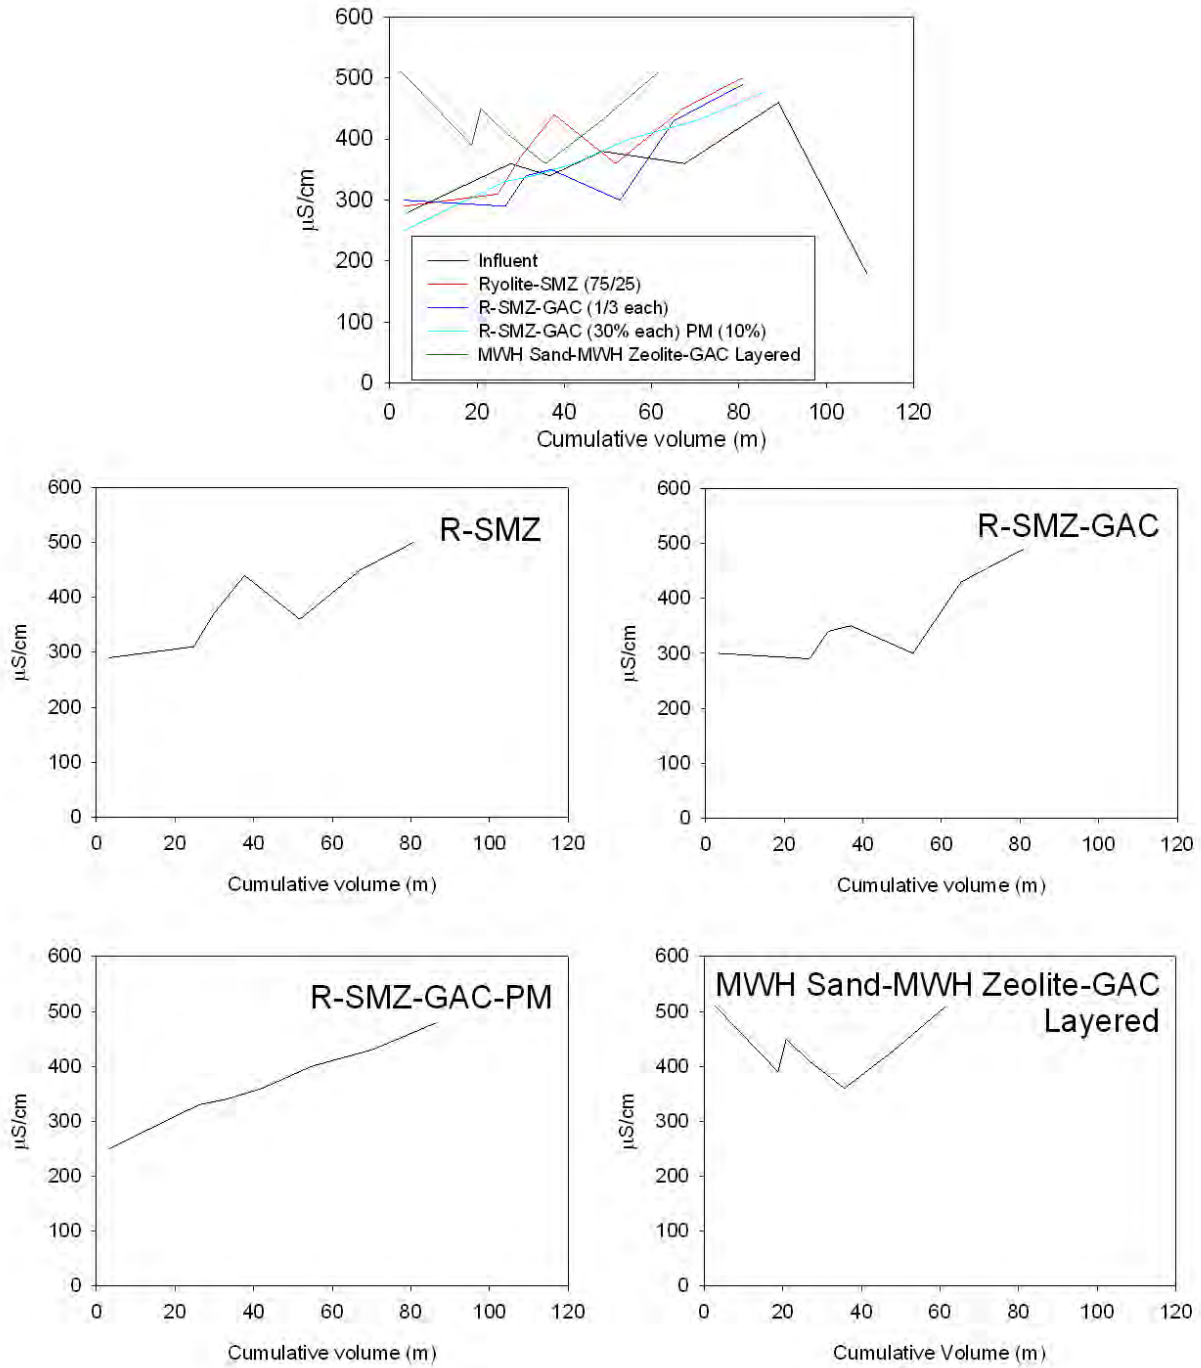 600
500
400
300
200
100
0
μS/cm
Influent
Ryolite-SMZ (75/25)
R-SMZ-GAC (1/3 each)
R-SMZ-GAC (30% each) PM (10%)
MWH Sand-MWH Zeolite-GAC Layered
0 20 40 60 80 100 120
Cumulative volume (m)
600
500
400
300
200
100
0
μS/cm
R-SMZ
0 20 40 60 80 100 120
Cumulative volume (m)
600
500
400
300
200
100
0
μS/cm
R-SMZ-GAC
0 20 40 60 80 100 120
Cumulative volume (m)
600
500
400
300
200
100
0
μS/cm
R-SMZ-GAC-PM
0 20 40 60 80 100 120
Cumulative volume (m)
600
500
400
300
200
100
0
μS/cm
MWH Sand-MWH Zeolite-GAC
Layered
0 20 40 60 80 100 120
Cumulative Volume (m)